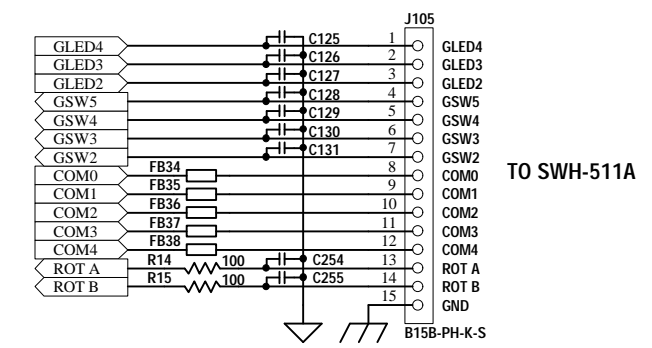 J105
GLED4 C125 1 GLED4
GLED3 C126 2 GLED3
GLED2 C127 3 GLED2
GSW5 C128 4 GSW5
GSW4 C129 5 GSW4
GSW3 C130 6 GSW3
GSW2 C131 7 GSW2
COM0 FB34 8 COM0
TO SWH-511A
COM1 FB35 9 COM1
COM2 FB36 10 COM2
COM3 FB37 11 COM3
COM4 FB38 12 COM4
ROT A R14 100 C254 13 ROT A
ROT B R15 100 C255 14 ROT B
15 GND
B15B-PH-K-S